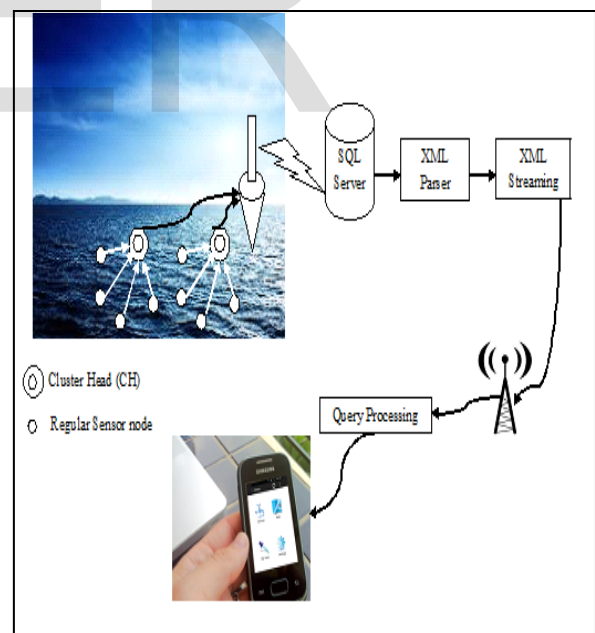 SQL
Server
XML
Parser
XML
Streaming
Cluster Head (CH)
Regular Sensor node
Query Processing
SAMSUNG